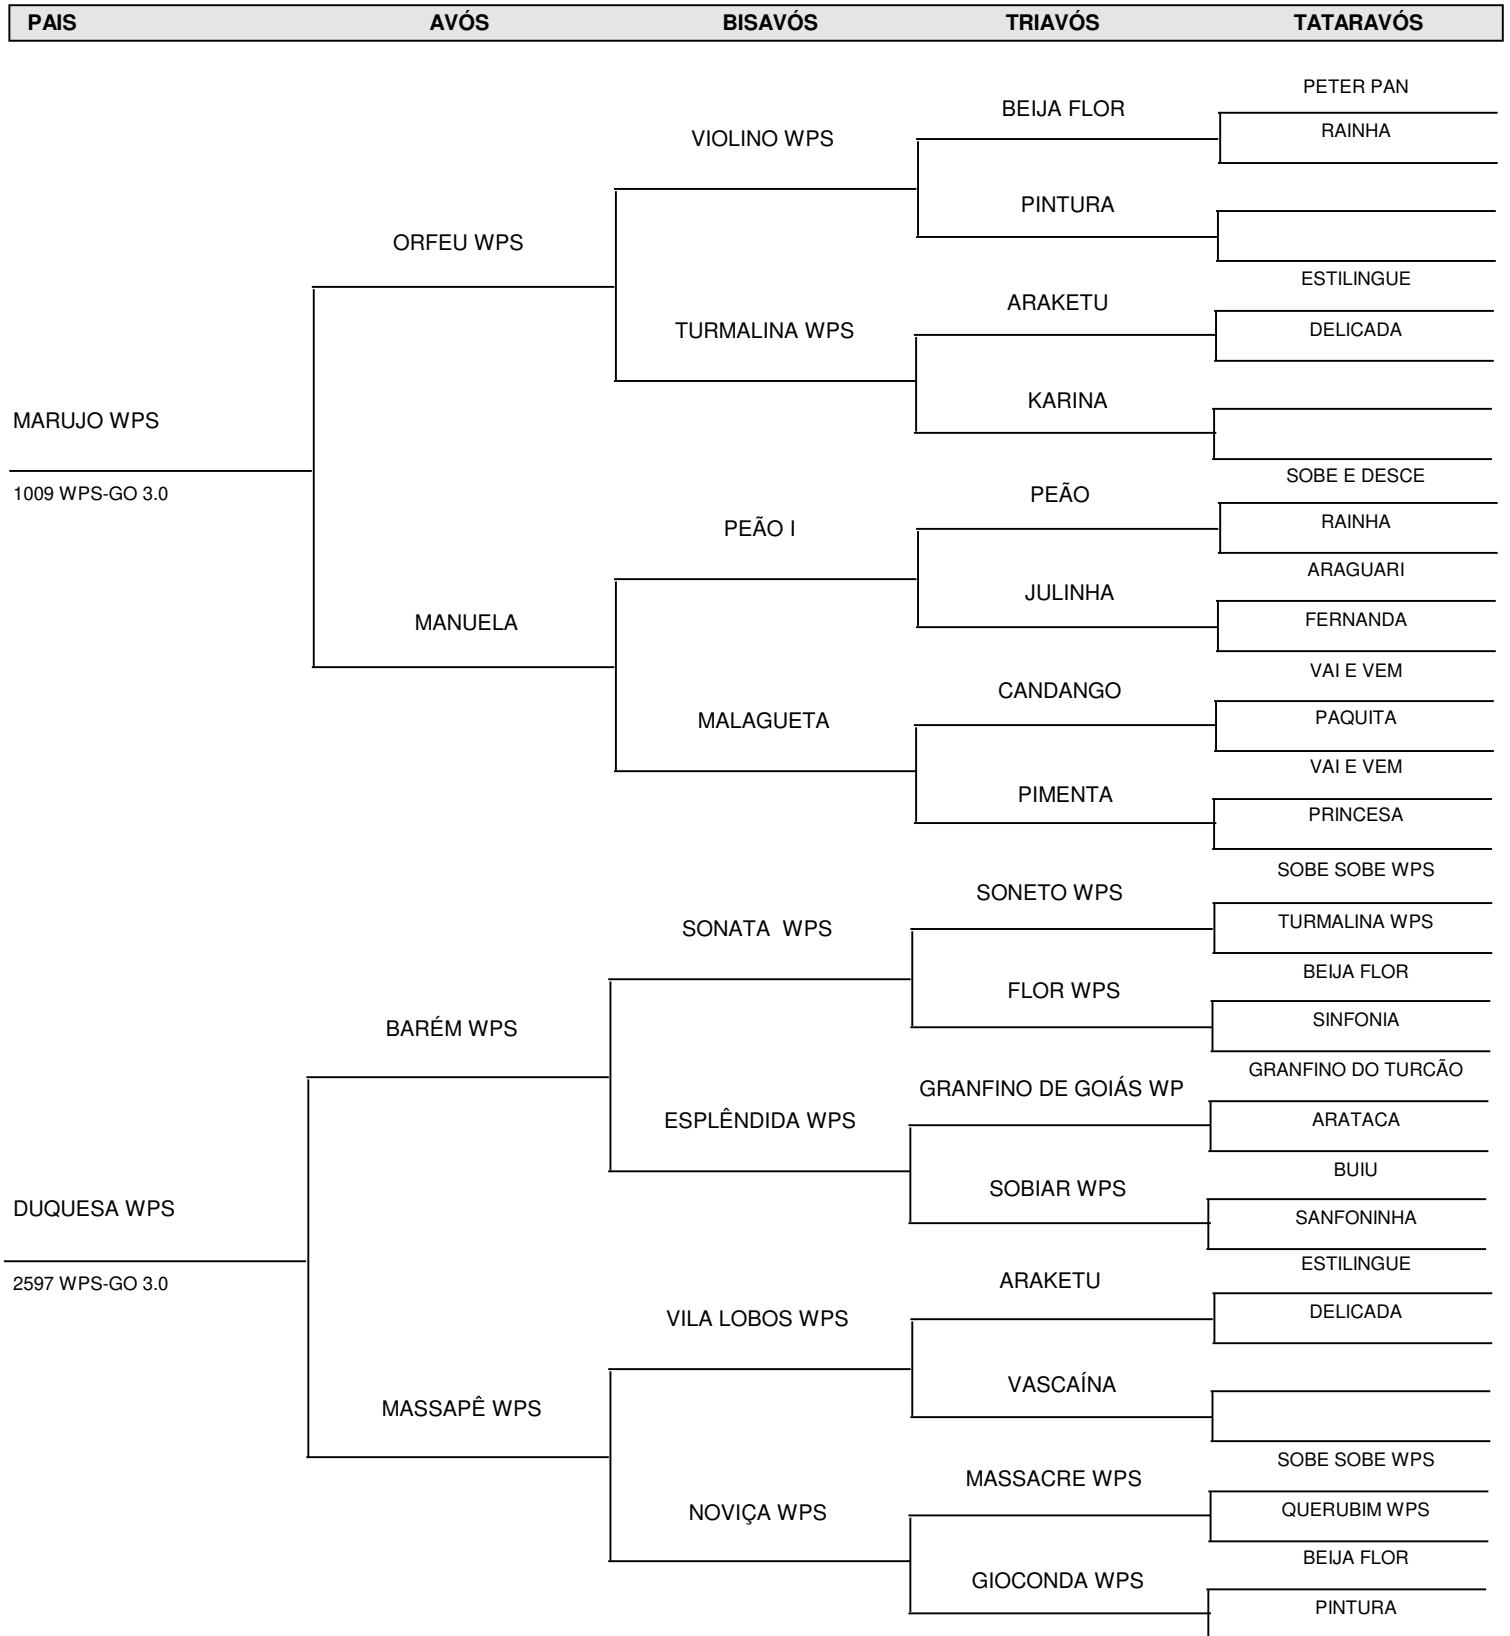 PAIS AVÓS BISAVÓS TRIAVÓS TATARAVÓS
PETER PAN
BEIJA FLOR
RAINHA
VIOLINO WPS
PINTURA
ORFEU WPS
ESTILINGUE
ARAKETU
DELICADA
TURMALINA WPS
KARINA
MARUJO WPS
SOBE E DESCE
1009 WPS-GO 3.0
PEÃO
RAINHA
PEÃO I
ARAGUARI
JULINHA
FERNANDA
MANUELA
VAI E VEM
CANDANGO
PAQUITA
MALAGUETA
VAI E VEM
PIMENTA
PRINCESA
SOBE SOBE WPS
SONETO WPS
TURMALINA WPS
SONATA WPS
BEIJA FLOR
FLOR WPS
SINFONIA
BARÉM WPS
GRANFINO DO TURCÃO
GRANFINO DE GOIÁS WP
ARATACA
ESPLÊNDIDA WPS
BUIU
SOBIAR WPS
DUQUESA WPS
SANFONINHA
ESTILINGUE
2597 WPS-GO 3.0
ARAKETU
DELICADA
VILA LOBOS WPS
VASCAÍNA
MASSAPÊ WPS
SOBE SOBE WPS
MASSACRE WPS
QUERUBIM WPS
NOVIÇA WPS
BEIJA FLOR
GIOCONDA WPS
PINTURA